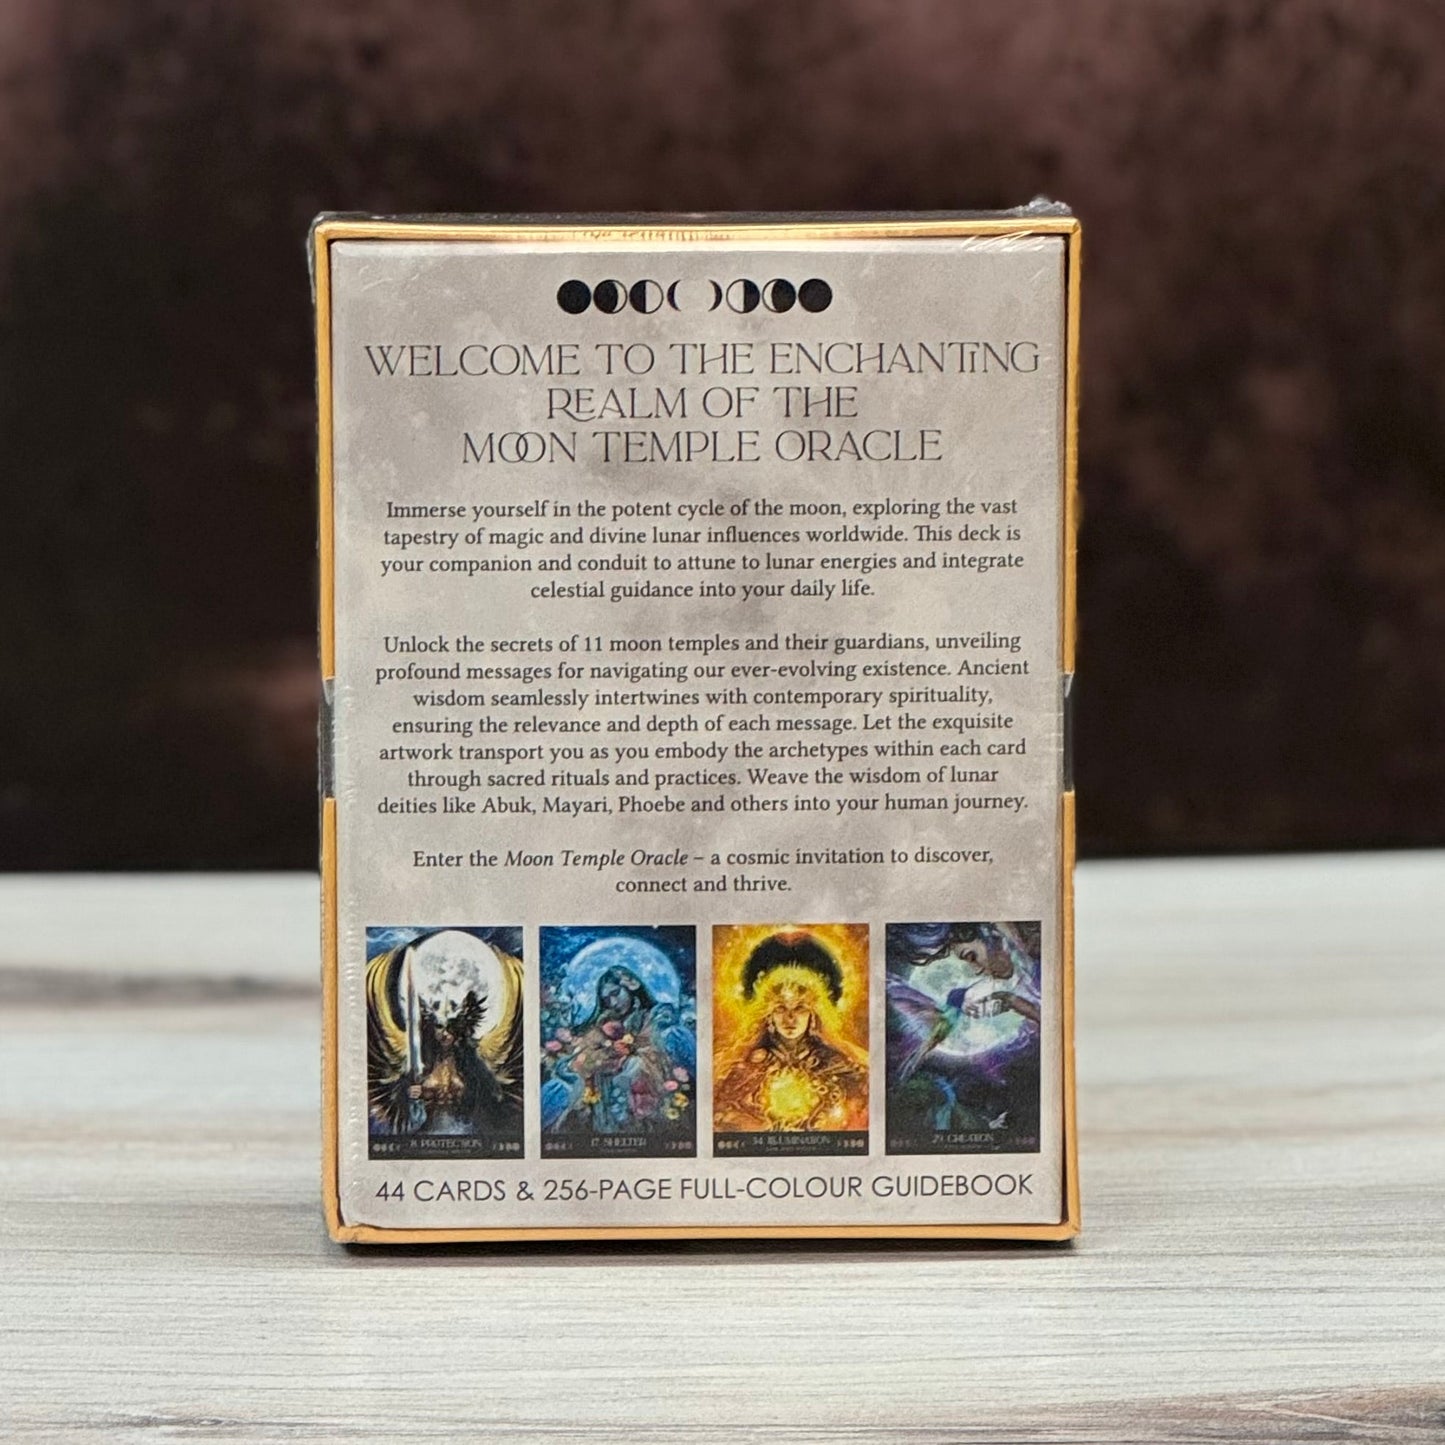 WELCOME TO THE ENCHANTING
REALM OF THE
MOON TEMPLE ORACLE
Immerse yourself in the potent cycle of the moon, exploring the vast
tapestry of magic and divine lunar influences worldwide. This deck is
your companion and conduit to attune to lunar energies and integrate
celestial guidance into your daily life.
Unlock the secrets of 11 moon temples and their guardians, unveiling
profound messages for navigating our ever-evolving existence. Ancient
wisdom seamlessly intertwines with contemporary spirituality,
ensuring the relevance and depth of each message. Let the exquisite
artwork transport you as you embody the archetypes within each card
through sacred rituals and practices. Weave the wisdom of lunar
deities like Abuk, Mayari, Phoebe and others into your human journey.
Enter the Moon Temple Oracle – a cosmic invitation to discover,
connect and thrive.
PROTECTION
17. SHELTER
34. ILLUMINATION
29. CREATION
44 CARDS & 256-PAGE FULL-COLOUR GUIDEBOOK